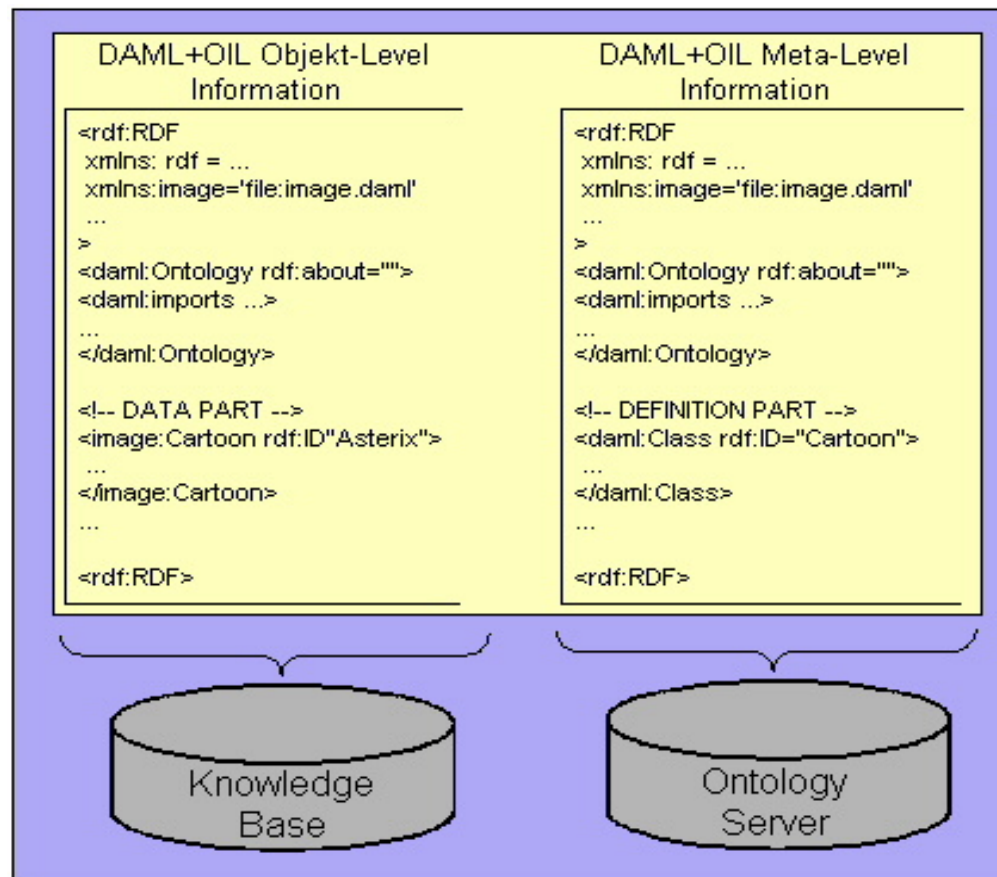 DAML+OIL Objekt-Level
Information
<rdf:RDF
xmlns: rdf = ...
xmlns:image='file:image.daml'
...
>
<daml:Ontology rdf:about="">
<daml:imports ...>
...
</daml:Ontology>
<!-- DATA PART -->
<image:Cartoon rdf:ID"Asterix">
...
</image:Cartoon>
...
<rdf:RDF>
Knowledge
Base
DAML+OIL Meta-Level
Information
<rdf:RDF
xmlns: rdf = ...
xmlns:image='file:image.daml'
...
>
<daml:Ontology rdf:about="">
<daml:imports ...>
...
</daml:Ontology>
<!-- DEFINITION PART -->
<daml:Class rdf:ID="Cartoon">
...
</daml:Class>
...
<rdf:RDF>
Ontology
Server